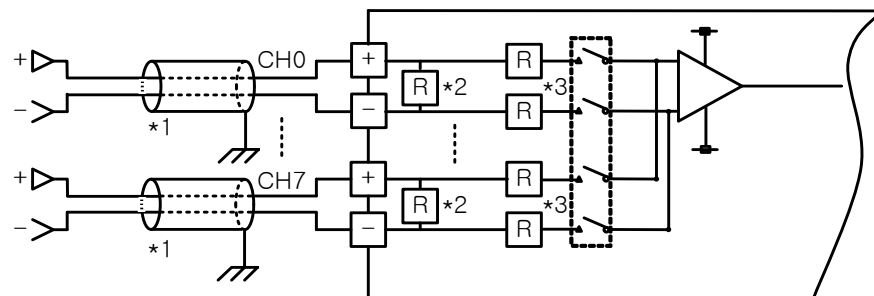 + CH0 + R
R *2 *3
− − R
*1
+ CH7 + R
R *2 *3
− − R
*1